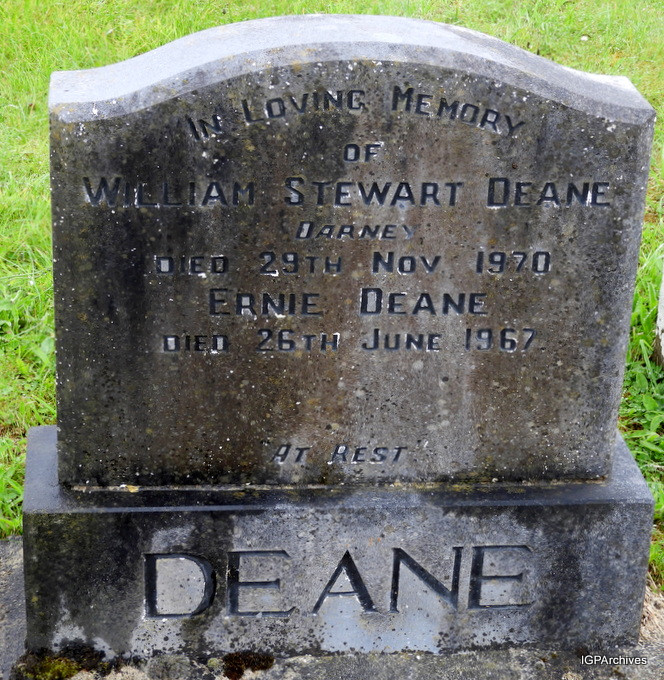 In Loving Memory
OF
William Stewart Deane
Darney
Died 29th Nov 1970
Ernie Deane
Died 26th June 1967.
"At Rest"
DEANE
IGPArchives